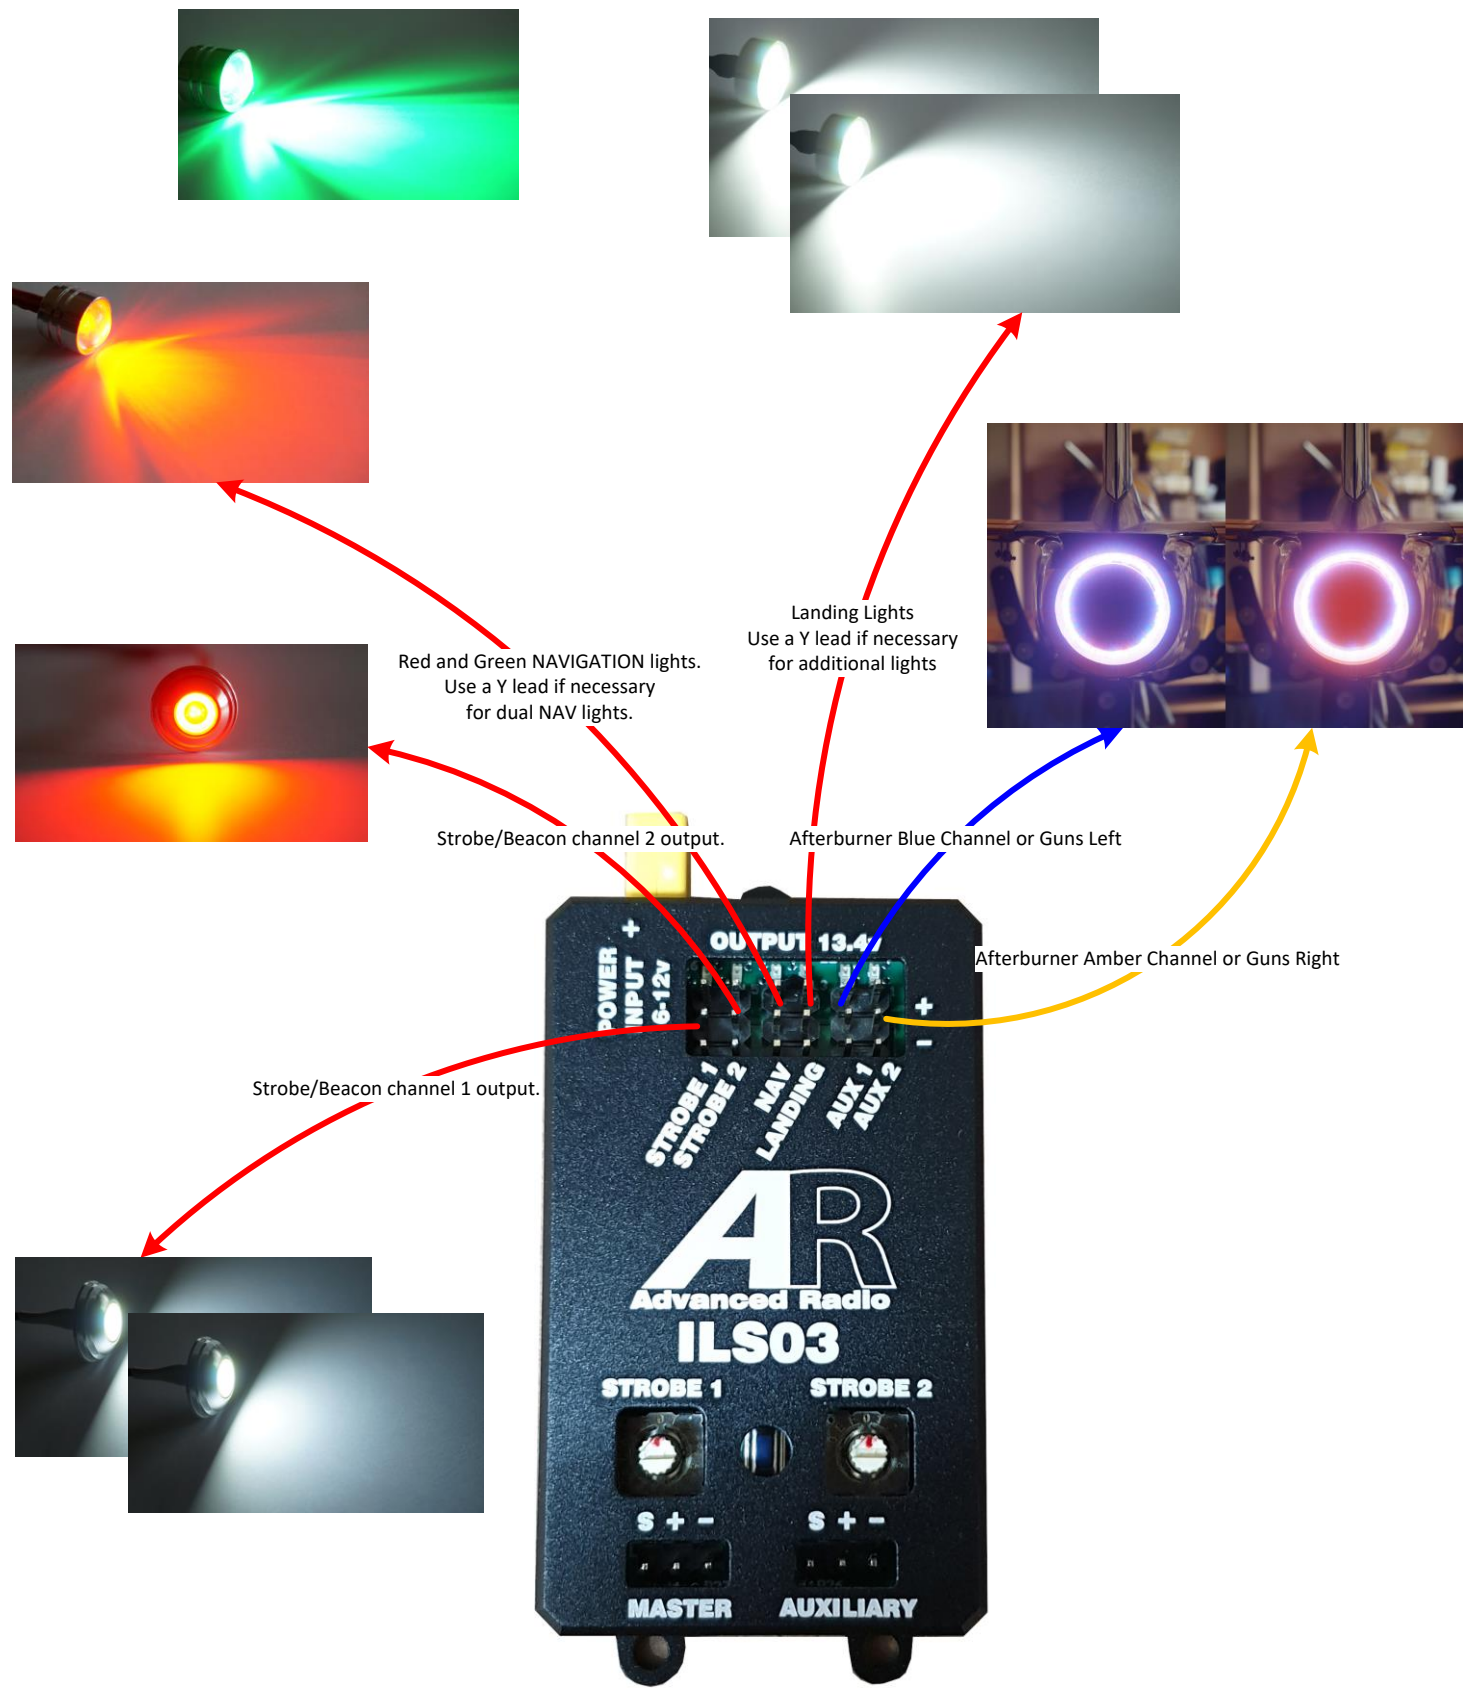 Landing Lights
Use a Y lead if necessary
for additional lights
Red and Green NAVIGATION lights.
Use a Y lead if necessary
for dual NAV lights.
Strobe/Beacon channel 2 output.
Afterburner Blue Channel or Guns Left
Afterburner Amber Channel or Guns Right
Strobe/Beacon channel 1 output.
POWER
INPUT +
6-12v
OUTPUT 13.4v
+
−
STROBE 1
STROBE 2
NAV
LANDING
AUX 1
AUX 2
AR
Advanced Radio
ILS03
STROBE 1 STROBE 2
S + − S + −
MASTER AUXILIARY